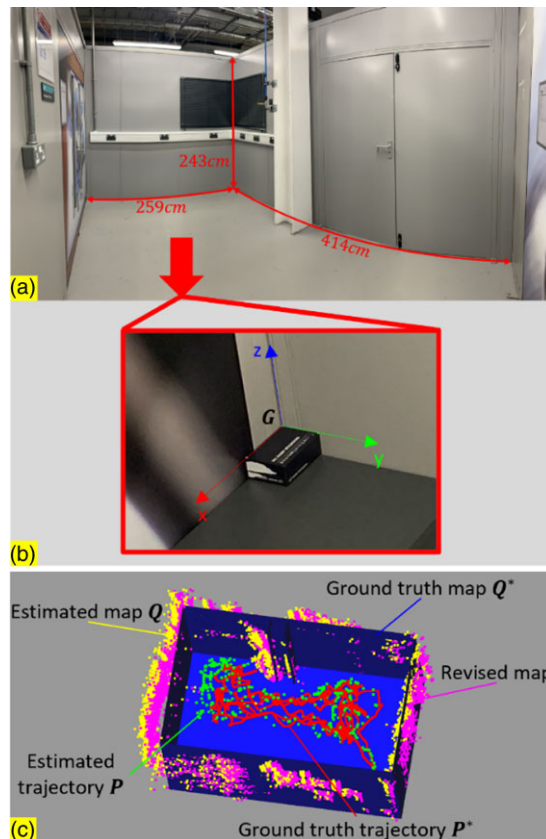 243cm
259cm
414cm
(a)
z
G
y
x
(b)
Ground truth map Q*
Estimated map Q
Revised map
Estimated
trajectory P
Ground truth trajectory P*
(c)